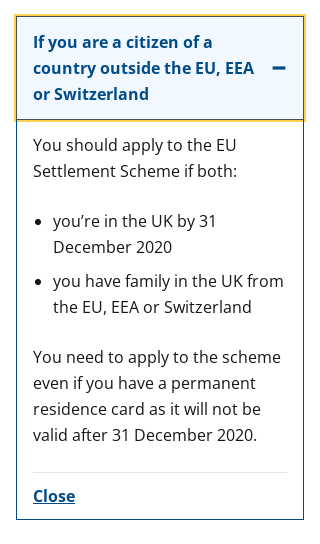 If you are a citizen of a
country outside the EU, EEA
or Switzerland
You should apply to the EU
Settlement Scheme if both:
• you’re in the UK by 31
December 2020
• you have family in the UK from
the EU, EEA or Switzerland
You need to apply to the scheme
even if you have a permanent
residence card as it will not be
valid after 31 December 2020.
Close